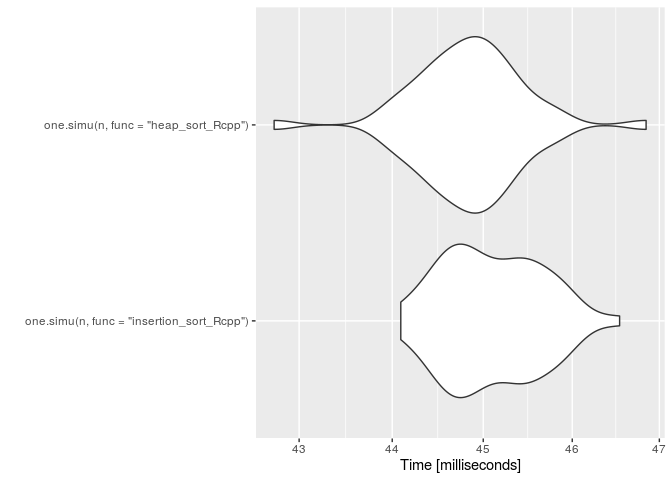 one.simu(n, func = "heap_sort_Rcpp")
one.simu(n, func = "insertion_sort_Rcpp")
43 44 45 46 47
Time [milliseconds]